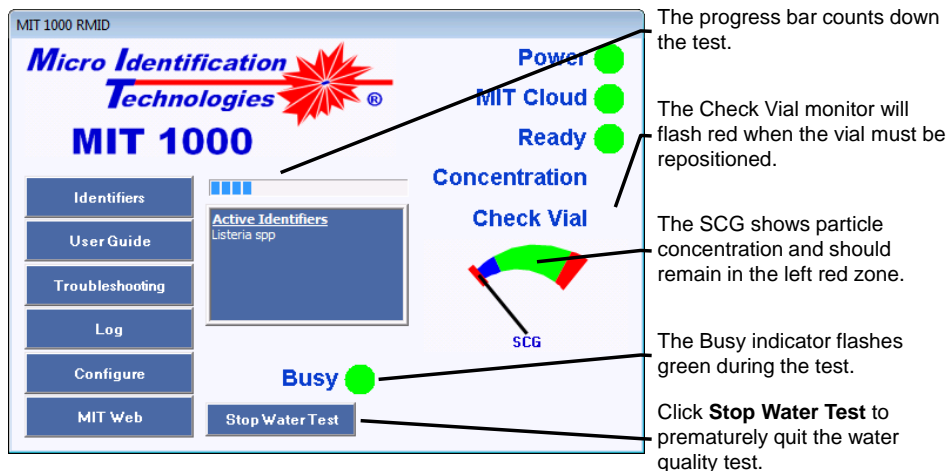 MIT 1000 RMID
Micro Identification
Technologies ®
MIT 1000
Identifiers
User Guide
Troubleshooting
Log
Configure
MIT Web
Active Identifiers
Listeria spp
Power
MIT Cloud
Ready
Concentration
Check Vial
SCG
Busy
Stop Water Test
The progress bar counts down
the test.
The Check Vial monitor will
flash red when the vial must be
repositioned.
The SCG shows particle
concentration and should
remain in the left red zone.
The Busy indicator flashes
green during the test.
Click Stop Water Test to
prematurely quit the water
quality test.